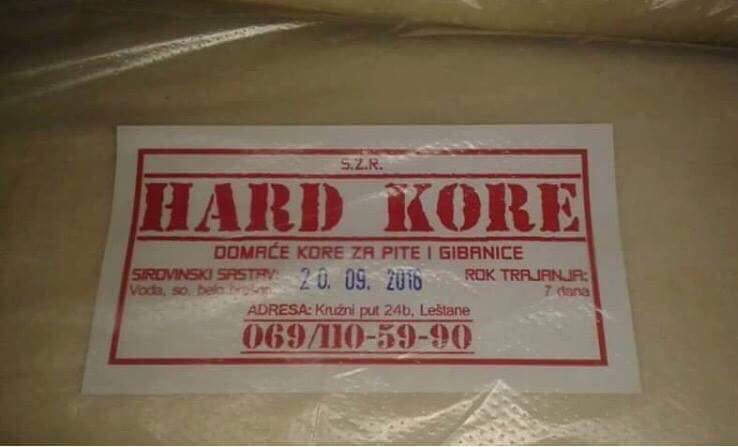 S.Z.R.
HARD KORE
DOMAĆE KORE ZA PITE I GIBANICE
SIROVINSKI SASTAV: 20. 09. 2016 ROK TRAJANJA:
Voda, so, belo brašno 7 dana
ADRESA: Kružni put 24b, Leštane
069/110-59-90